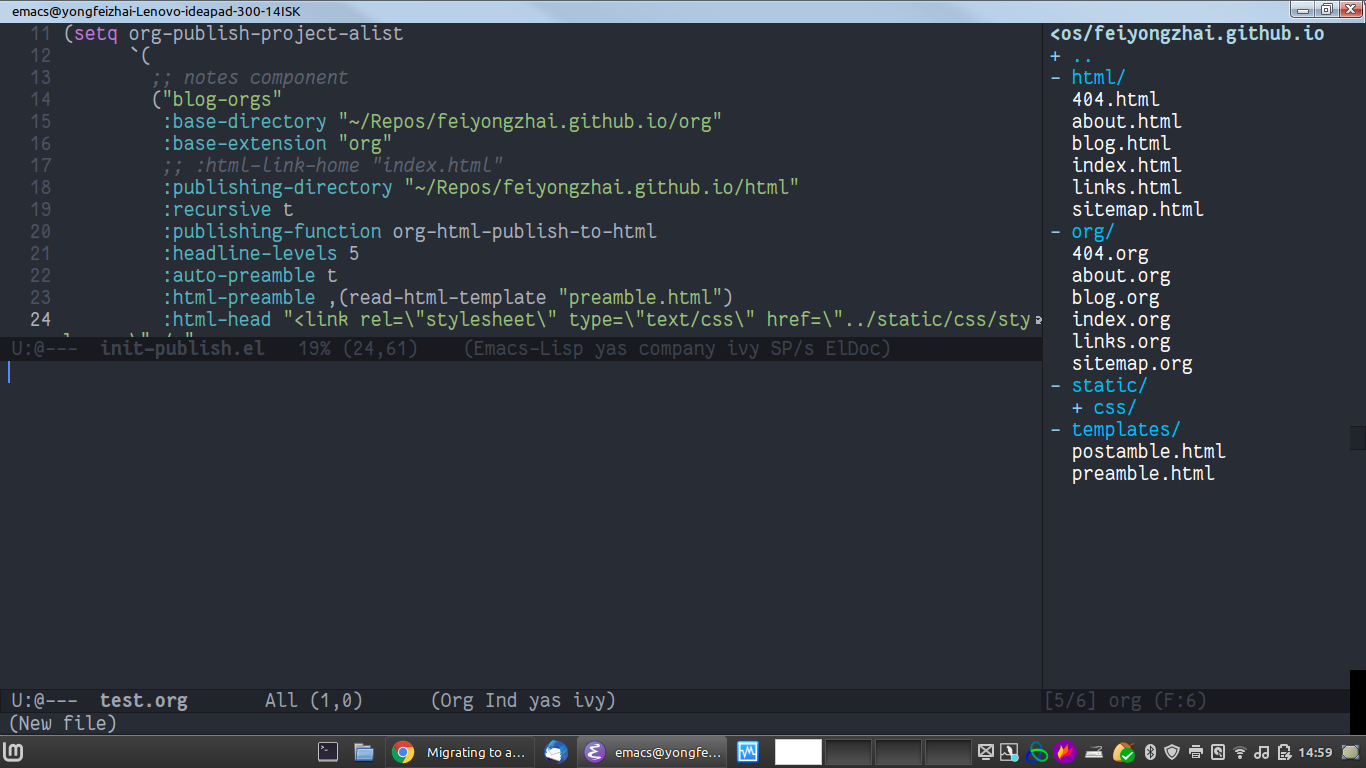 emacs@yongfeizhai-Lenovo-ideapad-300-14ISK
11 (setq org-publish-project-alist
12 `(
13 ;; notes component
14 ("blog-orgs"
15 :base-directory "~/Repos/feiyongzhai.github.io/org"
16 :base-extension "org"
17 ;; :html-link-home "index.html"
18 :publishing-directory "~/Repos/feiyongzhai.github.io/html"
19 :recursive t
20 :publishing-function org-html-publish-to-html
21 :headline-levels 5
22 :auto-preamble t
23 :html-preamble ,(read-html-template "preamble.html")
24 :html-head "<link rel=\"stylesheet\" type=\"text/css\" href=\"../static/css/sty
U:@--- init-publish.el 19% (24,61) (Emacs-Lisp yas company ivy SP/s ElDoc)
U:@--- test.org All (1,0) (Org Ind yas ivy)
(New file)
<os/feiyongzhai.github.io
+ ..
- html/
404.html
about.html
blog.html
index.html
links.html
sitemap.html
- org/
404.org
about.org
blog.org
index.org
links.org
sitemap.org
- static/
+ css/
- templates/
postamble.html
preamble.html
[5/6] org (F:6)
Migrating to a...
emacs@yongfe...
14:59